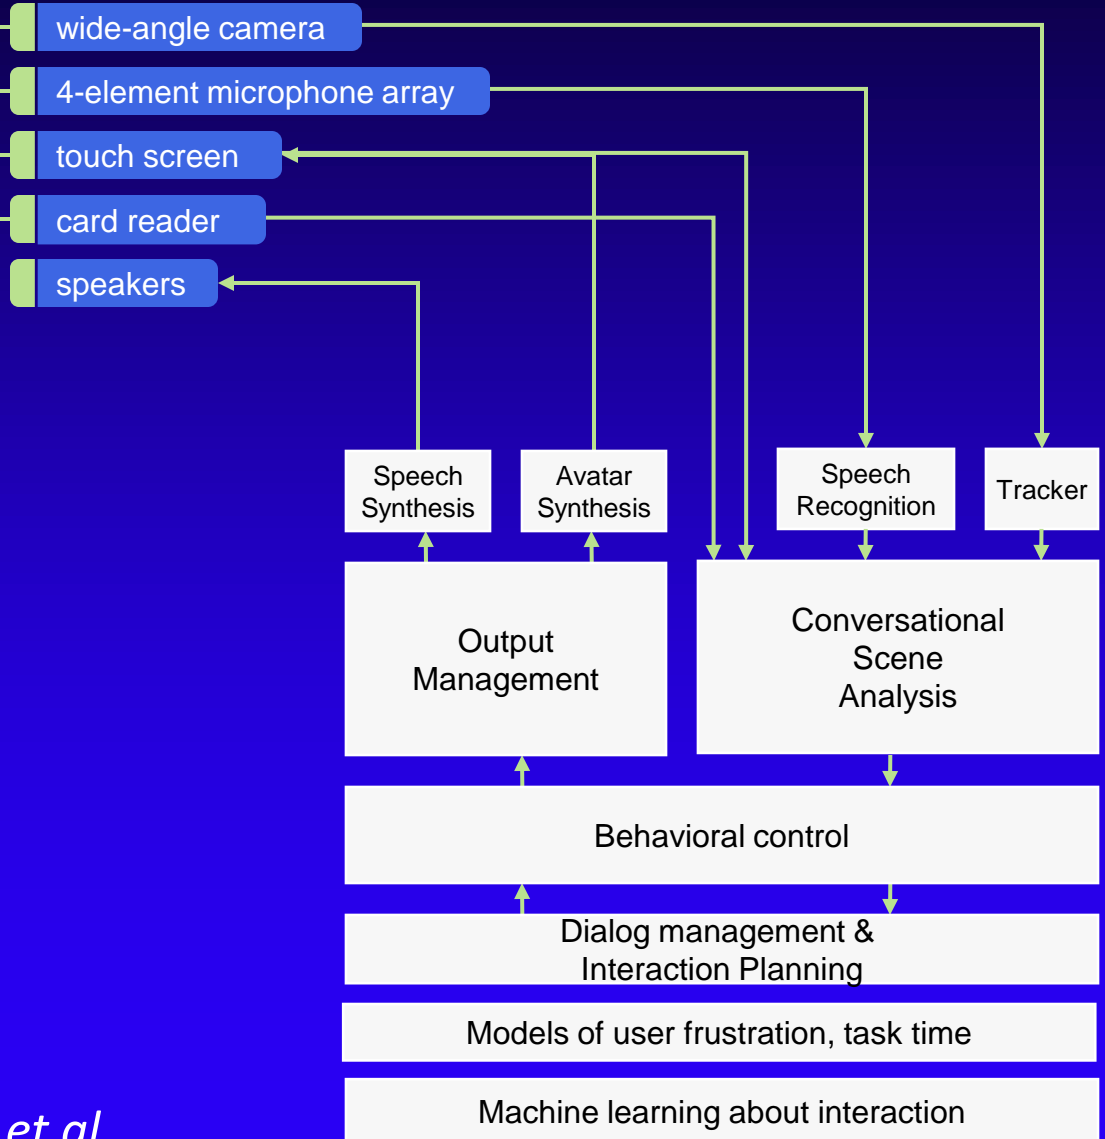 wide-angle camera
4-element microphone array
touch screen
card reader
speakers
Speech
Synthesis
Avatar
Synthesis
Speech
Recognition
Tracker
Output
Management
Conversational
Scene
Analysis
Behavioral control
Dialog management &
Interaction Planning
Models of user frustration, task time
Machine learning about interaction
et al